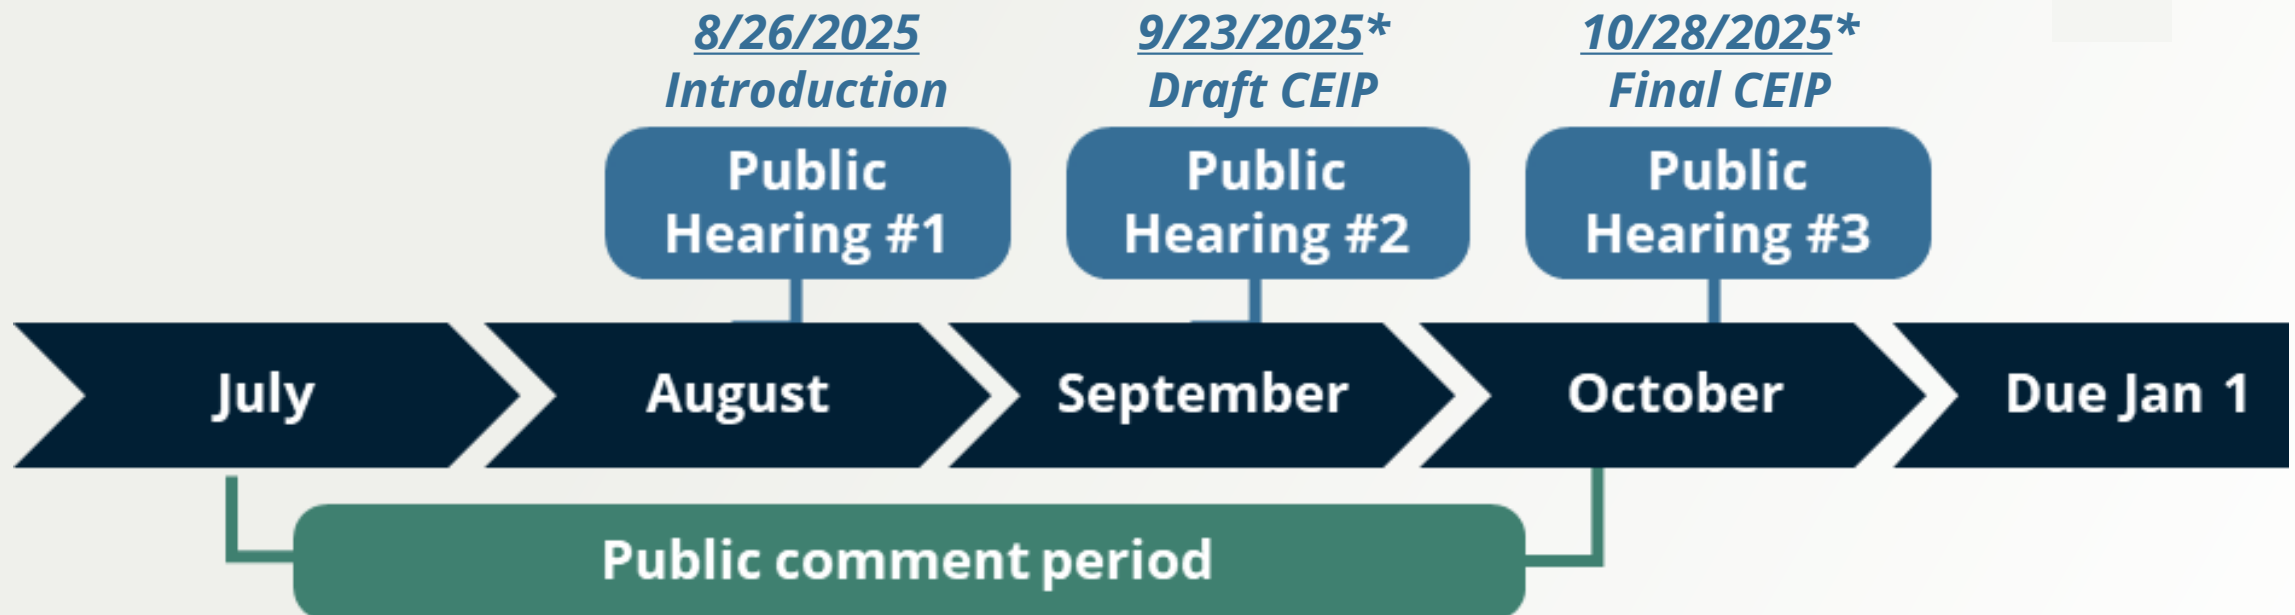 8/26/2025
Introduction
9/23/2025*
Draft CEIP
10/28/2025*
Final CEIP
Public
Hearing #1
Public
Hearing #2
Public
Hearing #3
July
August
September
October
Due Jan 1
Public comment period